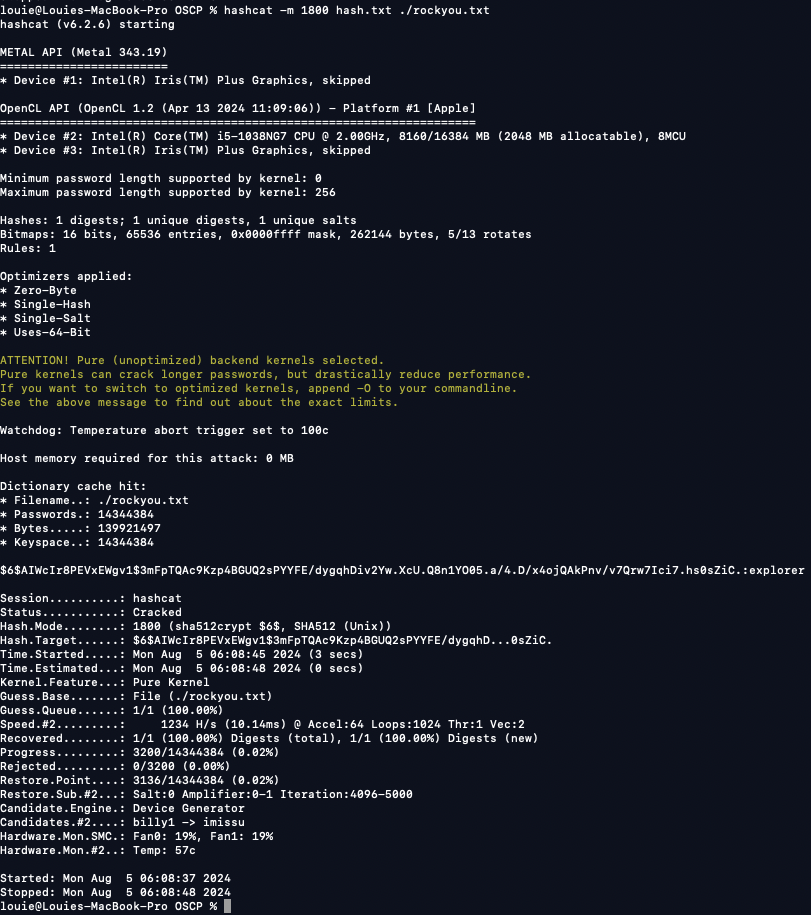 louie@Louies-MacBook-Pro OSCP % hashcat -m 1800 hash.txt ./rockyou.txt
hashcat (v6.2.6) starting

METAL API (Metal 343.19)
========================
* Device #1: Intel(R) Iris(TM) Plus Graphics, skipped

OpenCL API (OpenCL 1.2 (Apr 13 2024 11:09:06)) - Platform #1 [Apple]
====================================================================
* Device #2: Intel(R) Core(TM) i5-1038NG7 CPU @ 2.00GHz, 8160/16384 MB (2048 MB allocatable), 8MCU
* Device #3: Intel(R) Iris(TM) Plus Graphics, skipped

Minimum password length supported by kernel: 0
Maximum password length supported by kernel: 256

Hashes: 1 digests; 1 unique digests, 1 unique salts
Bitmaps: 16 bits, 65536 entries, 0x0000ffff mask, 262144 bytes, 5/13 rotates
Rules: 1

Optimizers applied:
* Zero-Byte
* Single-Hash
* Single-Salt
* Uses-64-Bit

ATTENTION! Pure (unoptimized) backend kernels selected.
Pure kernels can crack longer passwords, but drastically reduce performance.
If you want to switch to optimized kernels, append -O to your commandline.
See the above message to find out about the exact limits.

Watchdog: Temperature abort trigger set to 100c

Host memory required for this attack: 0 MB

Dictionary cache hit:
* Filename..: ./rockyou.txt
* Passwords.: 14344384
* Bytes.....: 139921497
* Keyspace..: 14344384

$6$AIWcIr8PEVxEWgv1$3mFpTQAc9Kzp4BGUQ2sPYYFE/dygqhDiv2Yw.XcU.Q8n1YO05.a/4.D/x4ojQAkPnv/v7Qrw7Ici7.hs0sZiC.:explorer

Session..........: hashcat
Status...........: Cracked
Hash.Mode........: 1800 (sha512crypt $6$, SHA512 (Unix))
Hash.Target......: $6$AIWcIr8PEVxEWgv1$3mFpTQAc9Kzp4BGUQ2sPYYFE/dygqhD...0sZiC.
Time.Started.....: Mon Aug  5 06:08:45 2024 (3 secs)
Time.Estimated...: Mon Aug  5 06:08:48 2024 (0 secs)
Kernel.Feature...: Pure Kernel
Guess.Base.......: File (./rockyou.txt)
Guess.Queue......: 1/1 (100.00%)
Speed.#2.........:     1234 H/s (10.14ms) @ Accel:64 Loops:1024 Thr:1 Vec:2
Recovered........: 1/1 (100.00%) Digests (total), 1/1 (100.00%) Digests (new)
Progress.........: 3200/14344384 (0.02%)
Rejected.........: 0/3200 (0.00%)
Restore.Point....: 3136/14344384 (0.02%)
Restore.Sub.#2...: Salt:0 Amplifier:0-1 Iteration:4096-5000
Candidate.Engine.: Device Generator
Candidates.#2....: billy1 -> imissu
Hardware.Mon.SMC.: Fan0: 19%, Fan1: 19%
Hardware.Mon.#2..: Temp: 57c

Started: Mon Aug  5 06:08:37 2024
Stopped: Mon Aug  5 06:08:48 2024
louie@Louies-MacBook-Pro OSCP %